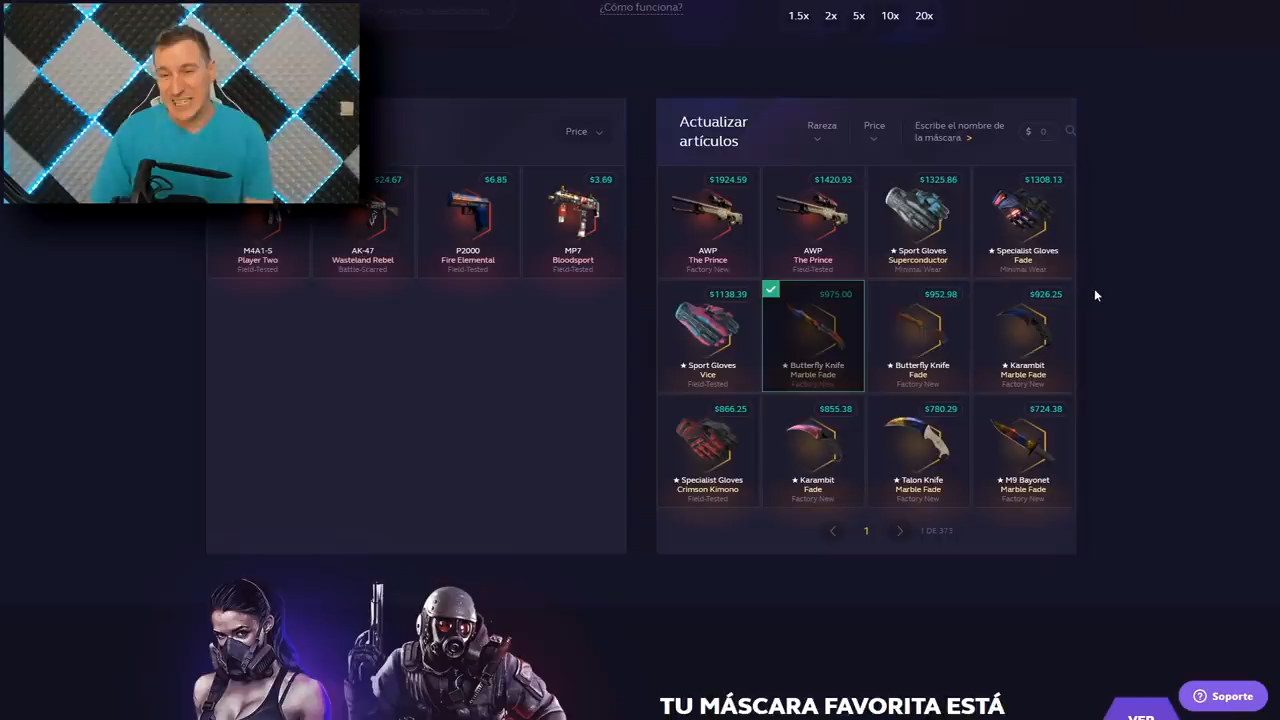 ¿Cómo funciona?
1.5x 2x 5x 10x 20x
Price
Actualizar
artículos
Rareza
Price
Escribe el nombre de
la máscara >
$ 0
$24.67
$6.85
$3.69
M4A1-S
Player Two
Field-Tested
AK-47
Wasteland Rebel
Battle-Scarred
P2000
Fire Elemental
Field-Tested
MP7
Bloodsport
Field-Tested
$1924.59
AWP
The Prince
Factory New
$1420.93
AWP
The Prince
Field-Tested
$1325.86
★ Sport Gloves
Superconductor
Minimal Wear
$1308.13
★ Specialist Gloves
Fade
Minimal Wear
$1138.39
★ Sport Gloves
Vice
Field-Tested
$975.00
★ Butterfly Knife
Marble Fade
Factory New
$952.98
★ Butterfly Knife
Fade
Factory New
$926.25
★ Karambit
Marble Fade
Factory New
$866.25
★ Specialist Gloves
Crimson Kimono
Field-Tested
$855.38
★ Karambit
Fade
Factory New
$780.29
★ Talon Knife
Marble Fade
Factory New
$724.38
★ M9 Bayonet
Marble Fade
Factory New
1
1 DE 373
TU MÁSCARA FAVORITA ESTÁ
VER
Soporte